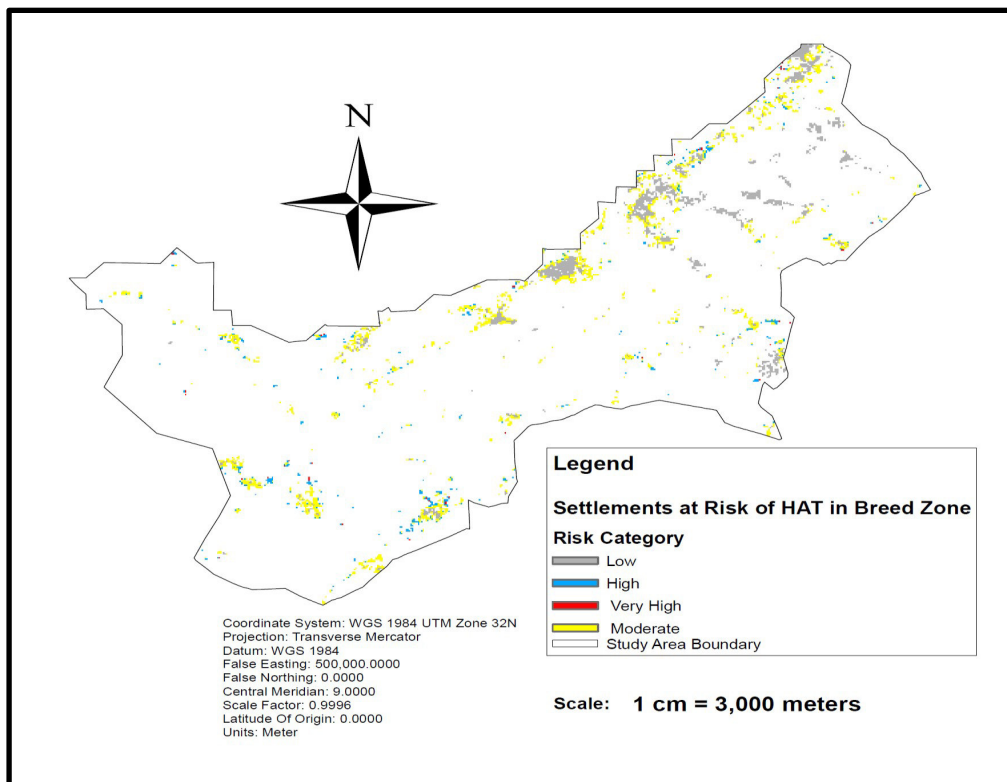 N
Legend
Settlements at Risk of HAT in Breed Zone
Risk Category
Low
High
Very High
Moderate
Study Area Boundary
Coordinate System: WGS 1984 UTM Zone 32N
Projection: Transverse Mercator
Datum: WGS 1984
False Easting: 500,000.0000
False Northing: 0.0000
Central Meridian: 9.0000
Scale Factor: 0.9996
Latitude Of Origin: 0.0000
Units: Meter
Scale: 1 cm = 3,000 meters